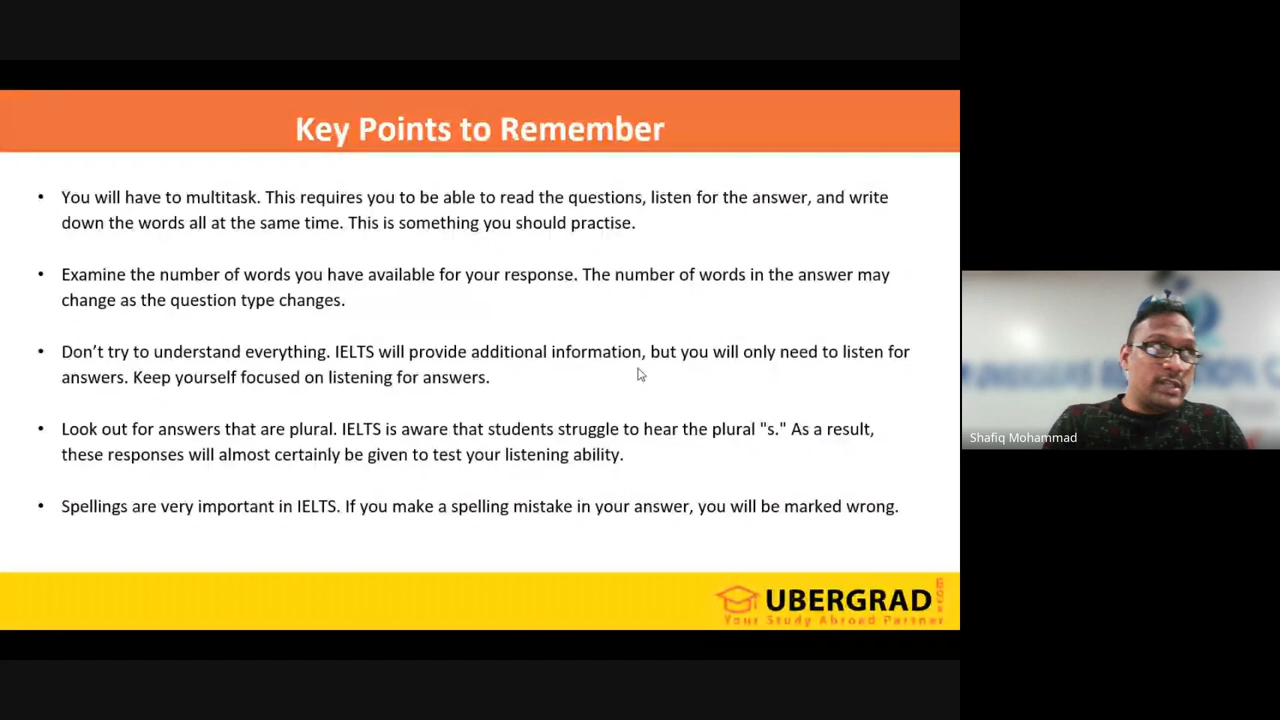 Key Points to Remember
• You will have to multitask. This requires you to be able to read the questions, listen for the answer, and write
down the words all at the same time. This is something you should practise.
• Examine the number of words you have available for your response. The number of words in the answer may
change as the question type changes.
• Don’t try to understand everything. IELTS will provide additional information, but you will only need to listen for
answers. Keep yourself focused on listening for answers.
• Look out for answers that are plural. IELTS is aware that students struggle to hear the plural "s." As a result,
these responses will almost certainly be given to test your listening ability.
• Spellings are very important in IELTS. If you make a spelling mistake in your answer, you will be marked wrong.
UBERGRAD
Your Study Abroad Partner
OVERSEAS
Shafiq Mohammad